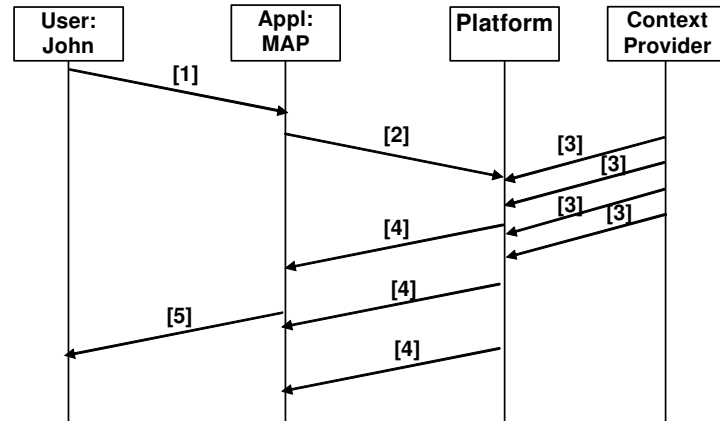 User:
John
Appl:
MAP
Platform
Context
Provider
[1]
[2]
[3]
[3]
[3]
[3]
[4]
[4]
[5]
[4]